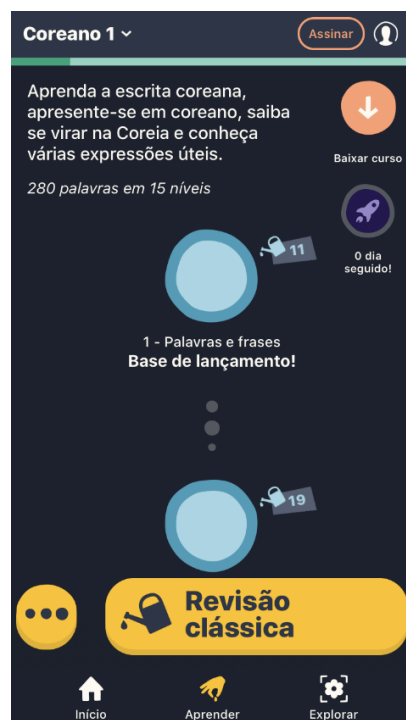 Coreano 1
Assinar
Aprenda a escrita coreana,
apresente-se em coreano, saiba
se virar na Coreia e conheça
várias expressões úteis.
280 palavras em 15 níveis
Baixar curso
0 dia
seguido!
11
1 - Palavras e frases
Base de lançamento!
19
Revisão
clássica
Início
Aprender
Explorar